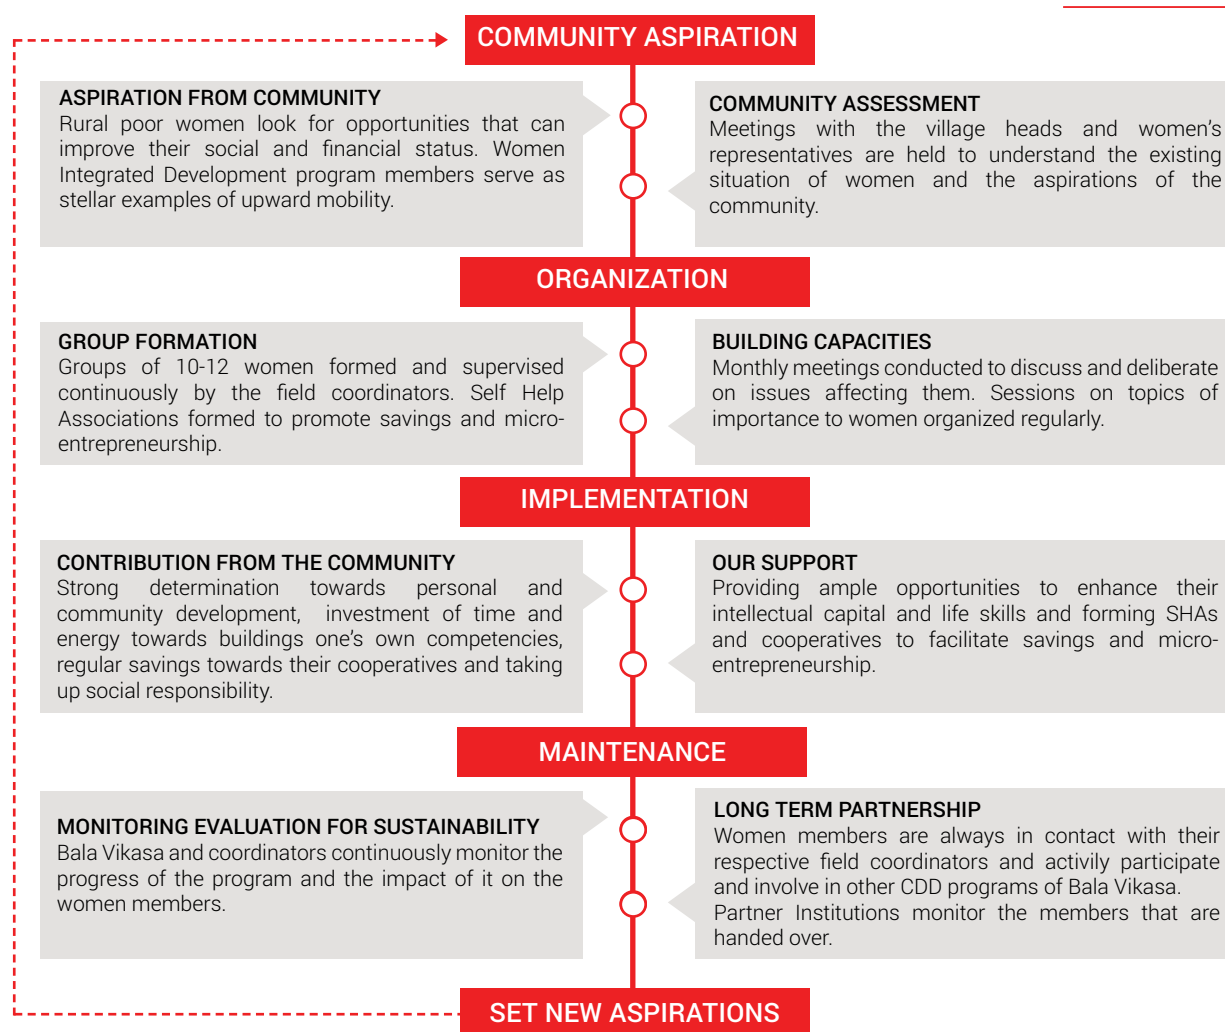 COMMUNITY ASPIRATION
ASPIRATION FROM COMMUNITY
Rural poor women look for opportunities that can
improve their social and financial status. Women
Integrated Development program members serve as
stellar examples of upward mobility.
COMMUNITY ASSESSMENT
Meetings with the village heads and women's
representatives are held to understand the existing
situation of women and the aspirations of the
community.
ORGANIZATION
GROUP FORMATION
Groups of 10-12 women formed and supervised
continuously by the field coordinators. Self Help
Associations formed to promote savings and micro-
entrepreneurship.
BUILDING CAPACITIES
Monthly meetings conducted to discuss and deliberate
on issues affecting them. Sessions on topics of
importance to women organized regularly.
IMPLEMENTATION
CONTRIBUTION FROM THE COMMUNITY
Strong determination towards personal and
community development, investment of time and
energy towards buildings one's own competencies,
regular savings towards their cooperatives and taking
up social responsibility.
OUR SUPPORT
Providing ample opportunities to enhance their
intellectual capital and life skills and forming SHAs
and cooperatives to facilitate savings and micro-
entrepreneurship.
MAINTENANCE
MONITORING EVALUATION FOR SUSTAINABILITY
Bala Vikasa and coordinators continuously monitor the
progress of the program and the impact of it on the
women members.
LONG TERM PARTNERSHIP
Women members are always in contact with their
respective field coordinators and activily participate
and involve in other CDD programs of Bala Vikasa.
Partner Institutions monitor the members that are
handed over.
SET NEW ASPIRATIONS